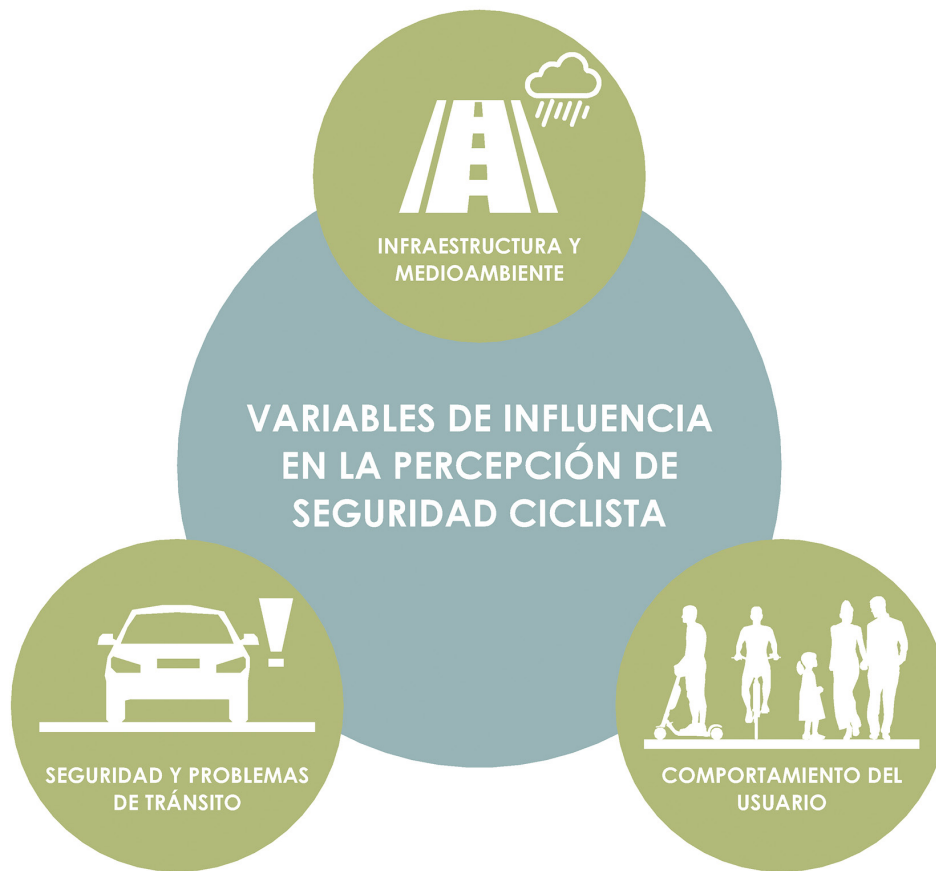 INFRAESTRUCTURA Y
MEDIOAMBIENTE
VARIABLES DE INFLUENCIA
EN LA PERCEPCIÓN DE
SEGURIDAD CICLISTA
SEGURIDAD Y PROBLEMAS
DE TRÁNSITO
COMPORTAMIENTO DEL
USUARIO